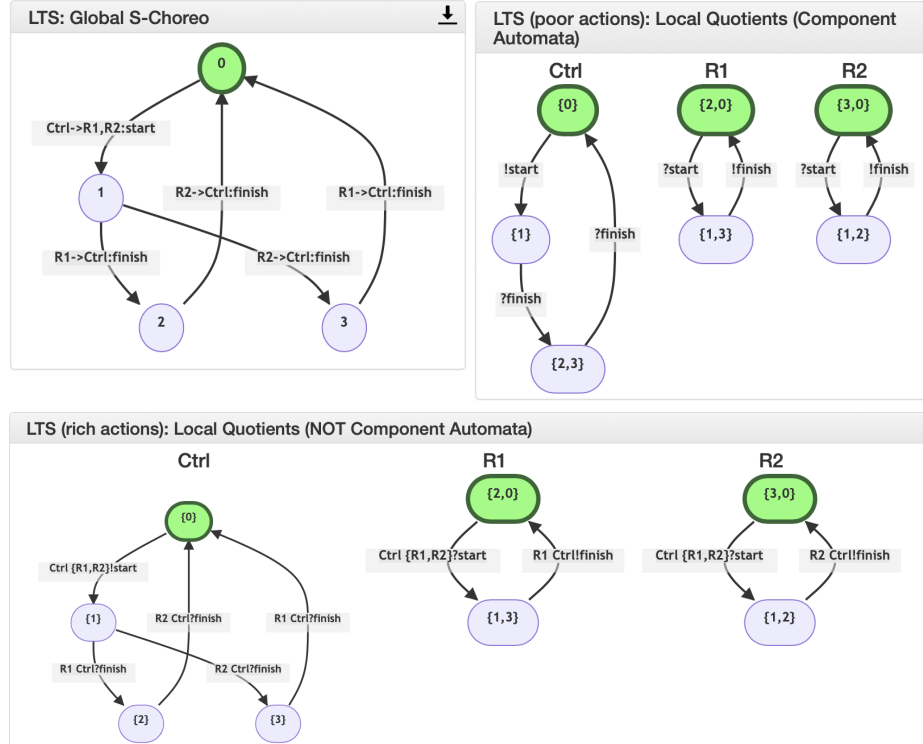 LTS: Global S-Choreo
0
Ctrl->R1,R2:start
1
R2->Ctrl:finish
R1->Ctrl:finish
R1->Ctrl:finish
R2->Ctrl:finish
2
3
LTS (poor actions): Local Quotients (Component
Automata)
Ctrl
R1
R2
{0}
{2,0}
{3,0}
!start
?start
!finish
?start
!finish
{1}
?finish
{1,3}
{1,2}
?finish
{2,3}
LTS (rich actions): Local Quotients (NOT Component Automata)
Ctrl
R1
R2
{0}
{2,0}
{3,0}
Ctrl {R1,R2}!start
Ctrl {R1,R2}?start
R1 Ctrl!finish
Ctrl {R1,R2}?start
R2 Ctrl!finish
{1}
R2 Ctrl?finish
R1 Ctrl?finish
{1,3}
{1,2}
R1 Ctrl?finish
R2 Ctrl?finish
{2}
{3}